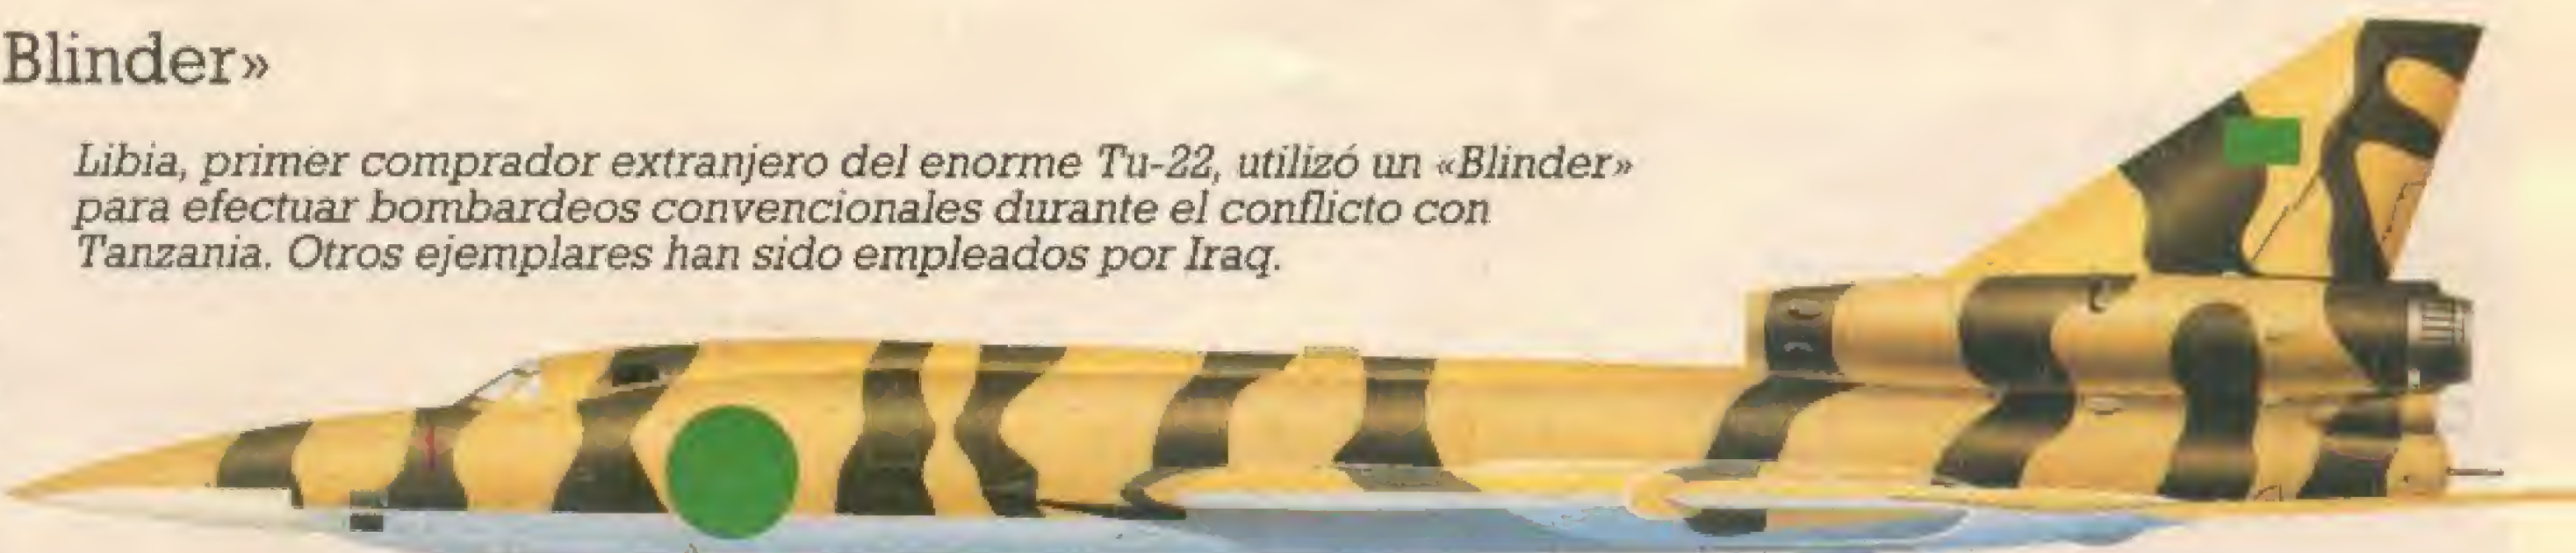 Blinder»
Libia, primer comprador extranjero del enorme Tu-22, utilizó un «Blinder»
para efectuar bombardeos convencionales durante el conflicto con
Tanzania. Otros ejemplares han sido empleados por Iraq.